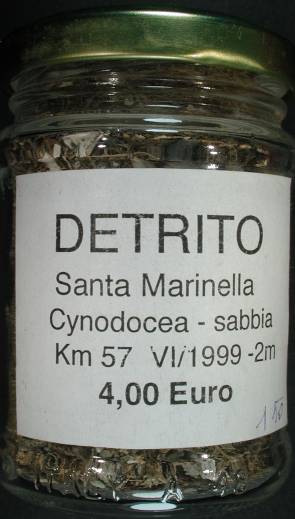 DETRITO
Santa Marinella
Cynodocea - sabbia
Km 57 VI/1999 -2m
4,00 Euro